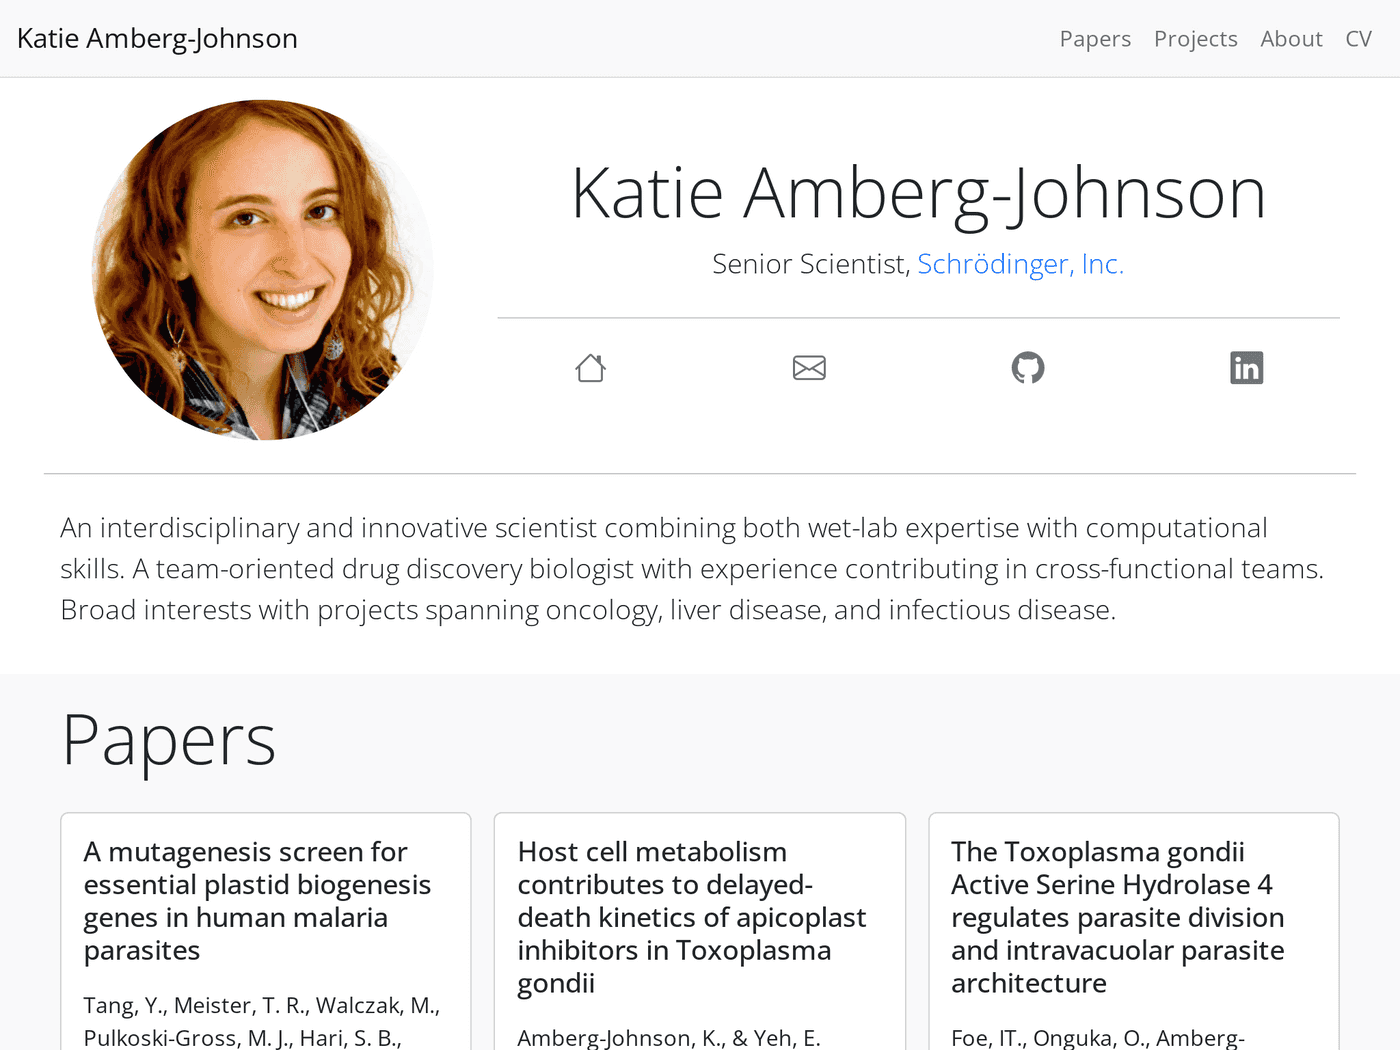 Katie Amberg-Johnson
Papers Projects About CV
Katie Amberg-Johnson
Senior Scientist, Schrödinger, Inc.
in
An interdisciplinary and innovative scientist combining both wet-lab expertise with computational
skills. A team-oriented drug discovery biologist with experience contributing in cross-functional teams.
Broad interests with projects spanning oncology, liver disease, and infectious disease.
Papers
A mutagenesis screen for
essential plastid biogenesis
genes in human malaria
parasites
Tang, Y., Meister, T. R., Walczak, M.,
Pulkoski-Gross, M. J., Hari, S. B.,
Host cell metabolism
contributes to delayed-
death kinetics of apicoplast
inhibitors in Toxoplasma
gondii
Amberg-Johnson, K., & Yeh, E.
The Toxoplasma gondii
Active Serine Hydrolase 4
regulates parasite division
and intravacuolar parasite
architecture
Foe, IT., Onguka, O., Amberg-